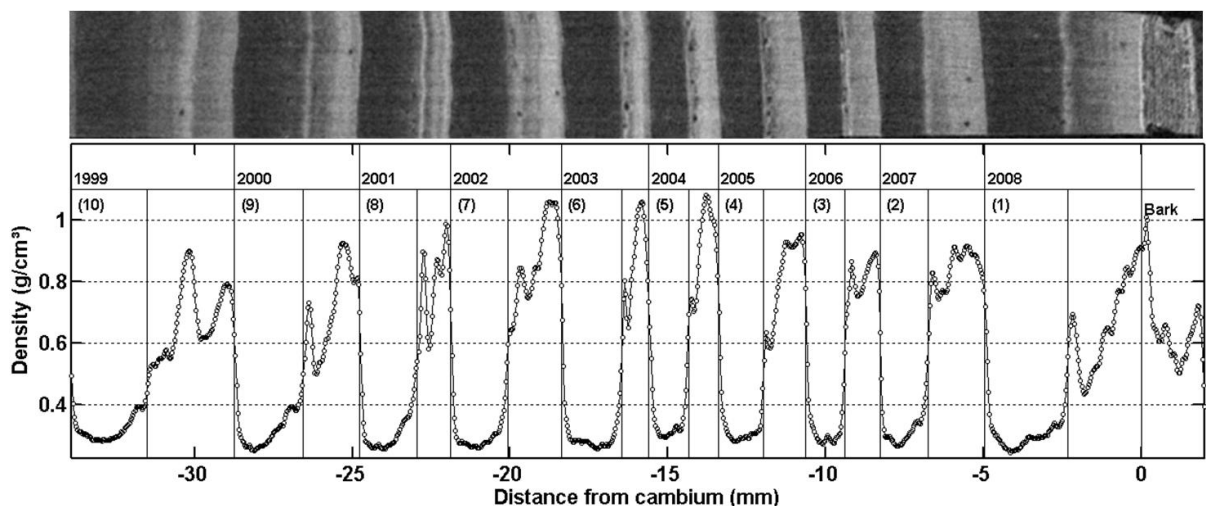 1999 2000 2001 2002 2003 2004 2005 2006 2007 2008
(10) (9) (8) (7) (6) (5) (4) (3) (2) (1) Bark
1
0.8
0.6
0.4
Density (g/cm³)
-30 -25 -20 -15 -10 -5 0
Distance from cambium (mm)